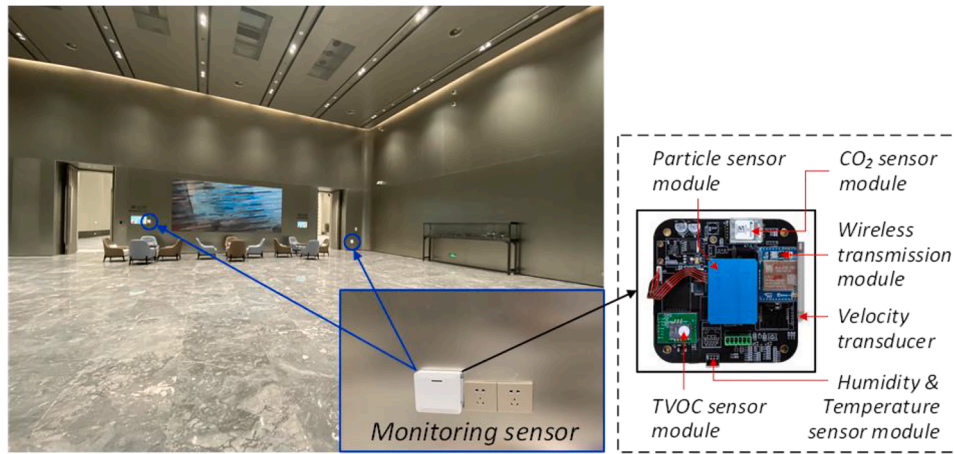 Particle sensor
module
CO₂ sensor
module
Wireless
transmission
module
Velocity
transducer
Humidity &
Temperature
sensor module
TVOC sensor
module
Monitoring sensor